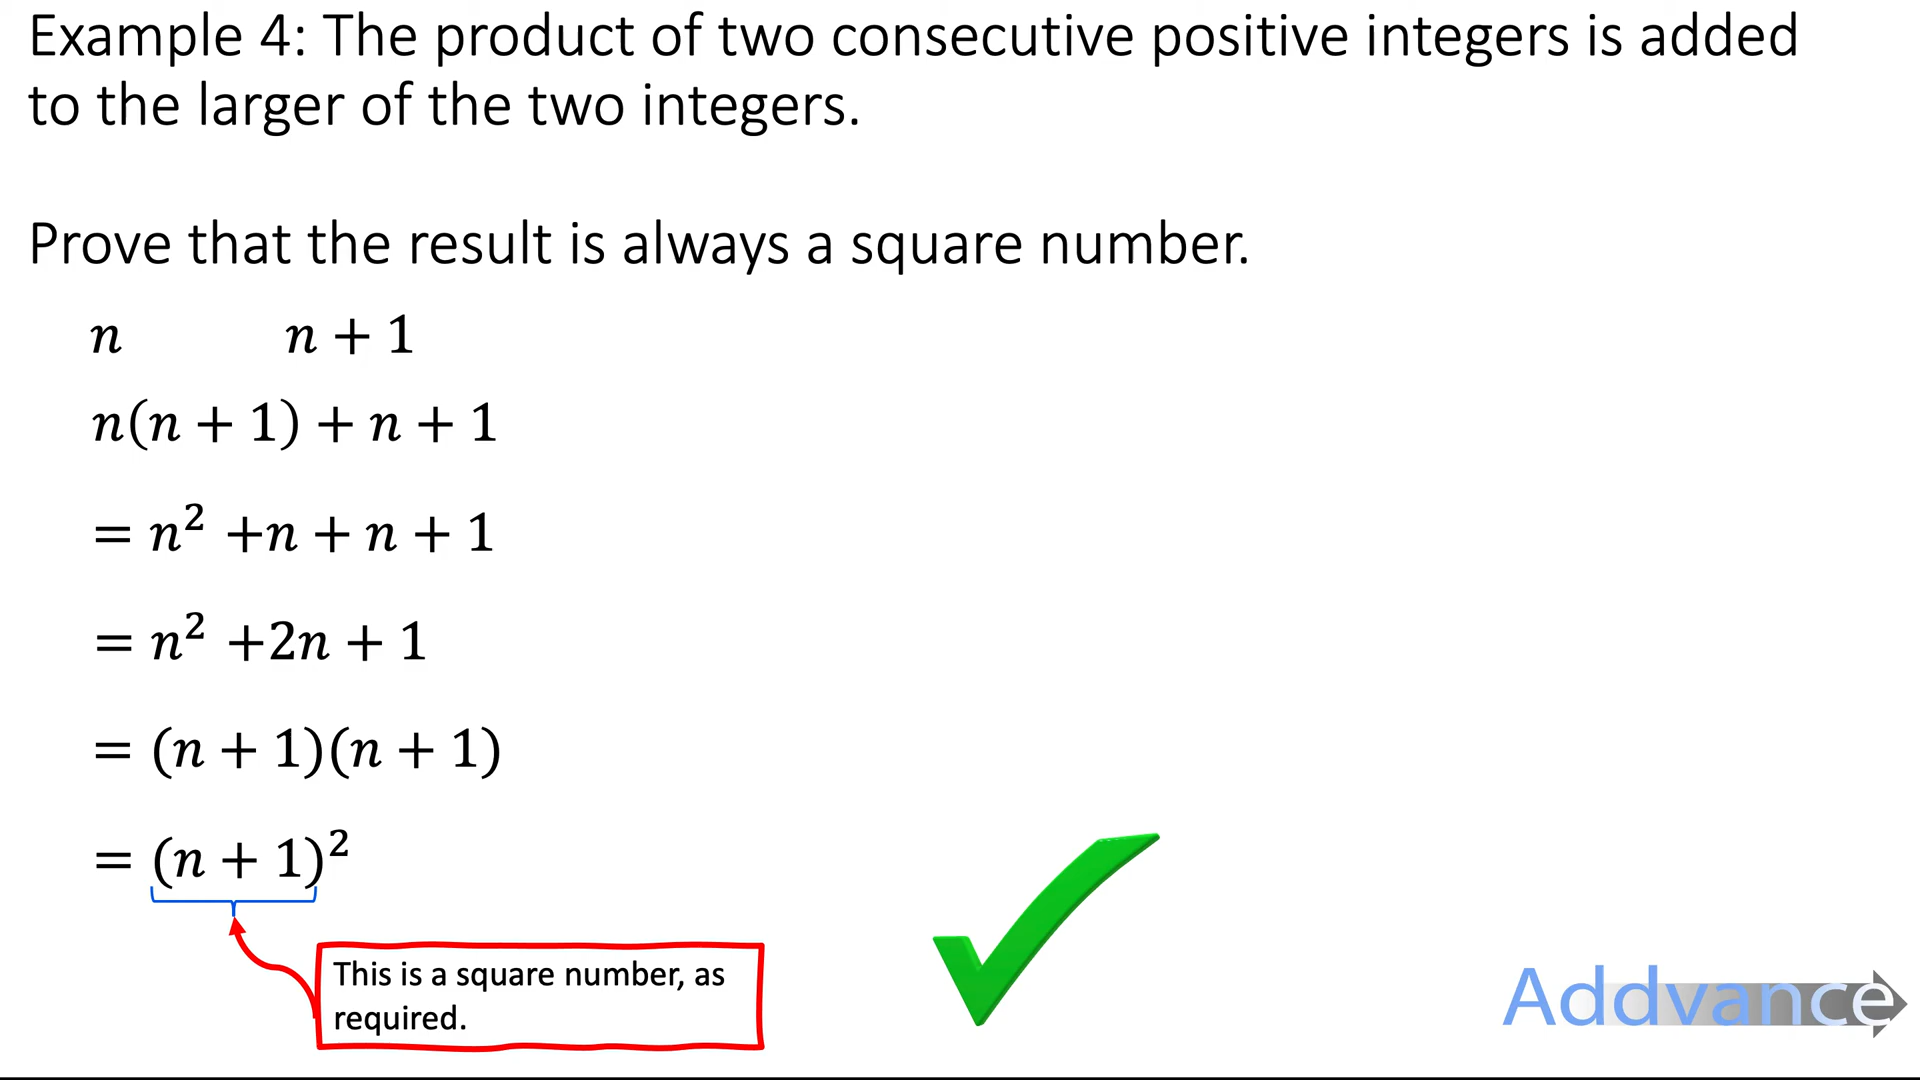 Example 4: The product of two consecutive positive integers is added
to the larger of the two integers.
Prove that the result is always a square number.
n n + 1
n(n + 1) + n + 1
= n² +n + n + 1
= n² +2n + 1
= (n + 1)(n + 1)
= (n + 1)²
This is a square number, as
required.
Addvance